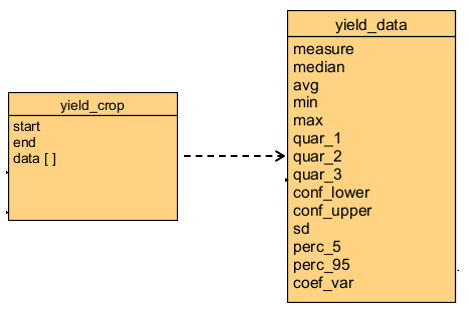 yield_crop
start
end
data [ ]
yield_data
measure
median
avg
min
max
quar_1
quar_2
quar_3
conf_lower
conf_upper
sd
perc_5
perc_95
coef_var